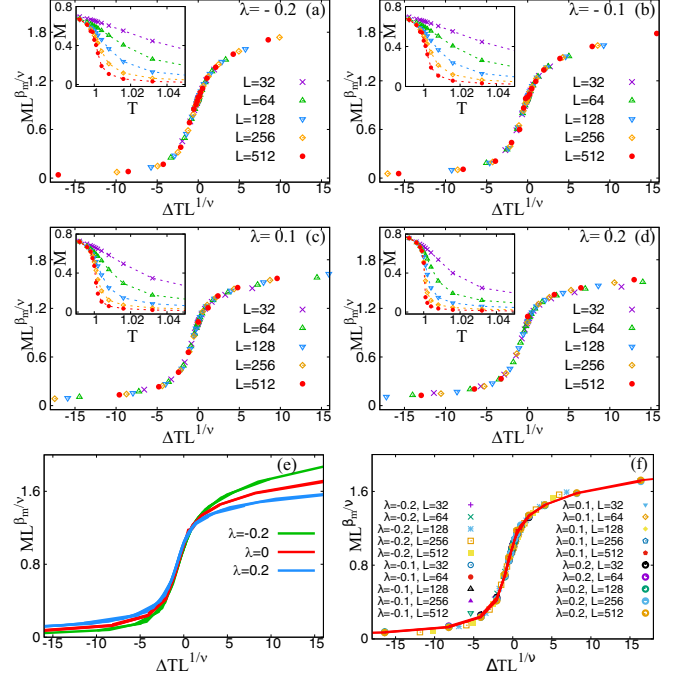 λ= - 0.2 (a)
0.8
0.4
0
M
1 1.02 1.04
T
1.8
1.2
0.6
0
ML^βm/ν
L=32
L=64
L=128
L=256
L=512
-15 -10 -5 0 5 10 15
ΔTL^1/ν
λ= - 0.1 (b)
0.8
0.4
0
M
1 1.02 1.04
T
1.8
1.2
0.6
0
ML^βm/ν
L=32
L=64
L=128
L=256
L=512
-15 -10 -5 0 5 10 15
ΔTL^1/ν
λ= 0.1 (c)
0.8
0.4
0
M
1 1.02 1.04
T
1.8
1.2
0.6
0
ML^βm/ν
L=32
L=64
L=128
L=256
L=512
-15 -10 -5 0 5 10 15
ΔTL^1/ν
λ= 0.2 (d)
0.8
0.4
0
M
1 1.02 1.04
T
1.8
1.2
0.6
0
ML^βm/ν
L=32
L=64
L=128
L=256
L=512
-15 -10 -5 0 5 10 15
ΔTL^1/ν
(e)
1.6
0.8
0
ML^βm/ν
λ=-0.2
λ=0
λ=0.2
-15 -10 -5 0 5 10 15
ΔTL^1/ν
(f)
1.6
0.8
0
ML^βm/ν
λ=-0.2, L=32
λ=-0.2, L=64
λ=-0.2, L=128
λ=-0.2, L=256
λ=-0.2, L=512
λ=-0.1, L=32
λ=-0.1, L=64
λ=-0.1, L=128
λ=-0.1, L=256
λ=-0.1, L=512
λ=0.1, L=32
λ=0.1, L=64
λ=0.1, L=128
λ=0.1, L=256
λ=0.1, L=512
λ=0.2, L=32
λ=0.2, L=64
λ=0.2, L=128
λ=0.2, L=256
λ=0.2, L=512
-15 -10 -5 0 5 10 15
ΔTL^1/ν